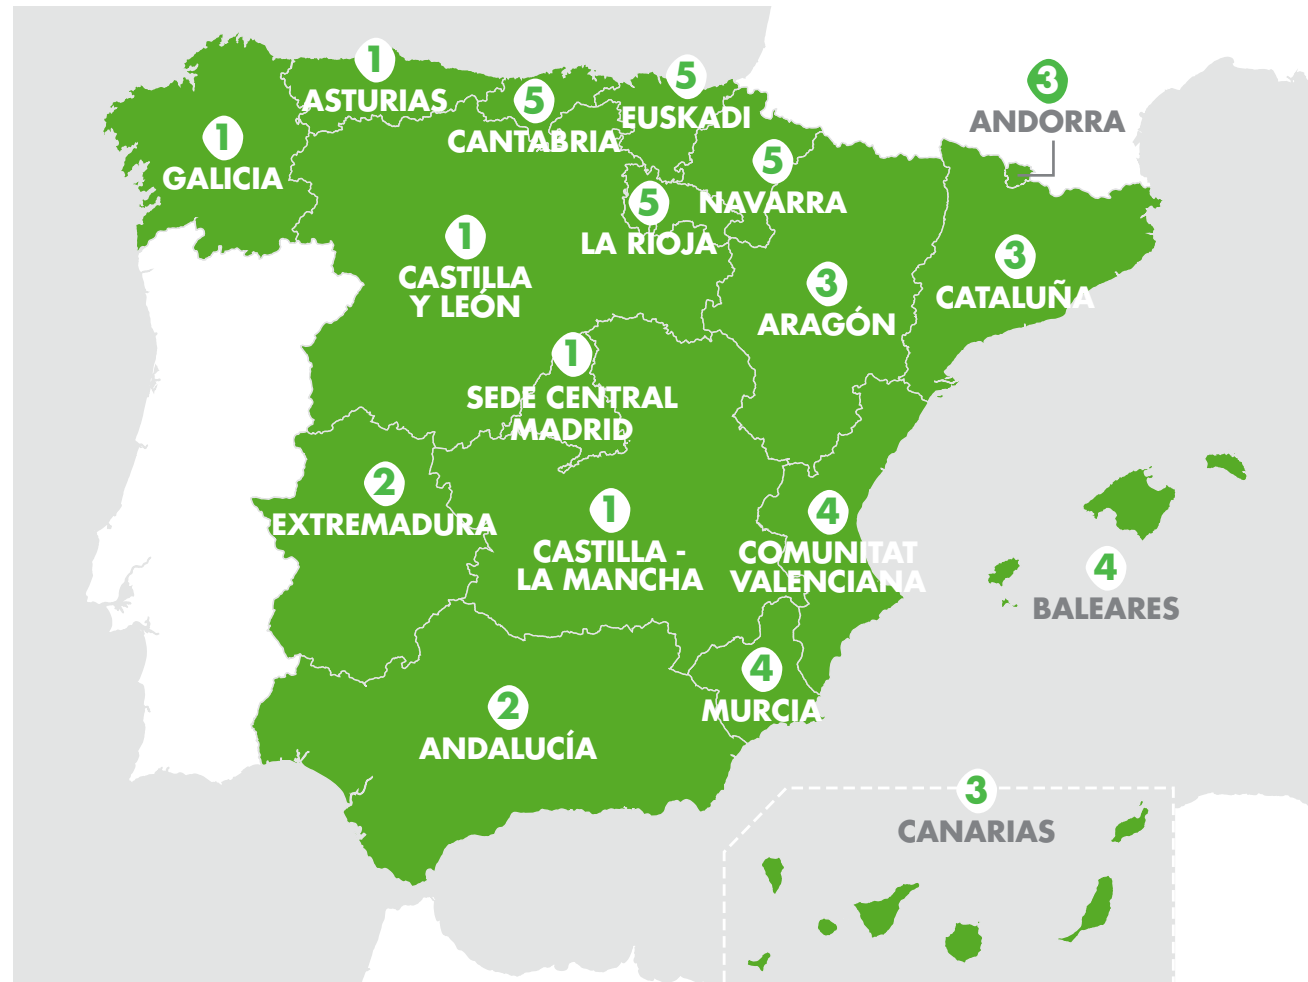 1
ASTURIAS
5
CANTABRIA
5
EUSKADI
3
ANDORRA
1
GALICIA
5
NAVARRA
5
LA RIOJA
1
CASTILLA
Y LEÓN
3
ARAGÓN
3
CATALUÑA
1
SEDE CENTRAL
MADRID
2
EXTREMADURA
1
CASTILLA -
LA MANCHA
4
COMUNITAT
VALENCIANA
4
BALEARES
2
ANDALUCÍA
4
MURCIA
3
CANARIAS